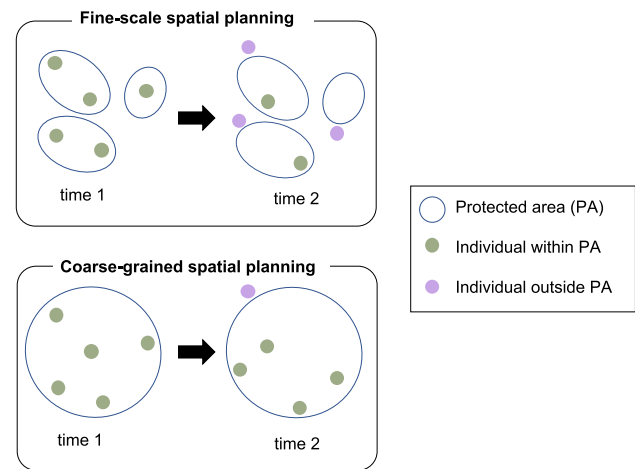 Fine-scale spatial planning
time 1
time 2
Protected area (PA)
Individual within PA
Individual outside PA
Coarse-grained spatial planning
time 1
time 2